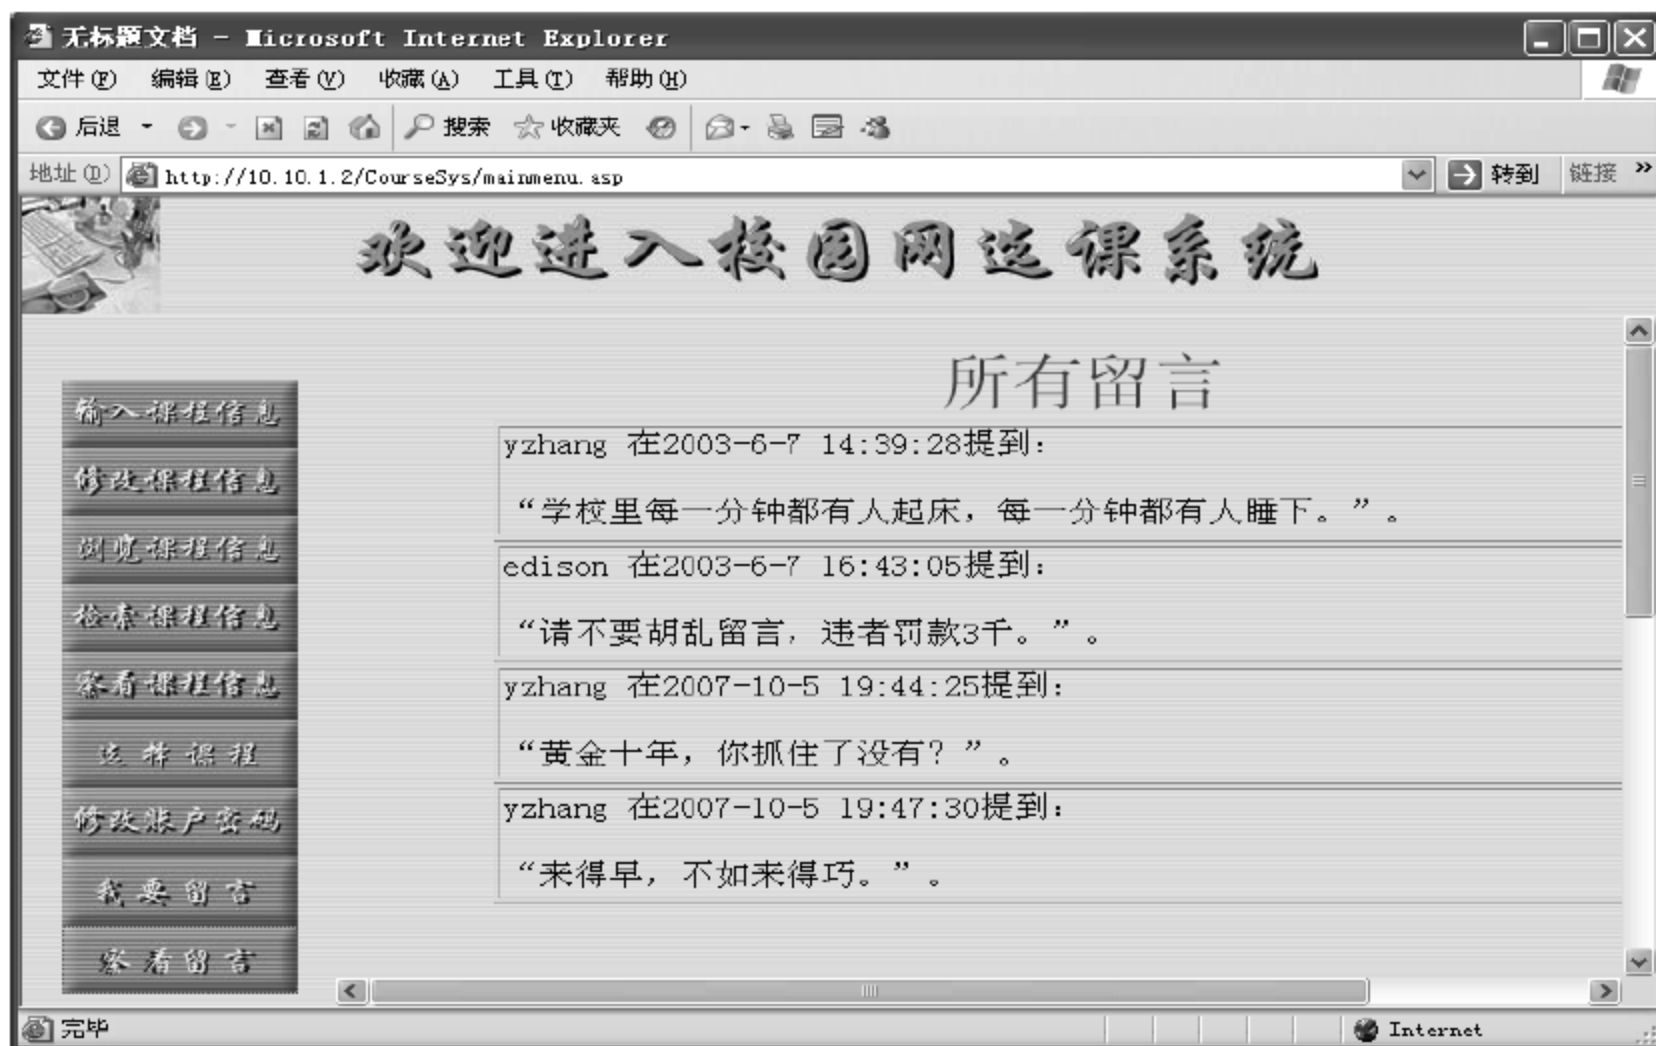 无标题文档 - Microsoft Internet Explorer
文件(F) 编辑(E) 查看(V) 收藏(A) 工具(T) 帮助(H)
后退 搜索 收藏夹
地址(D) http://10.10.1.2/CourseSys/mainmenu.asp 转到 链接 »
欢迎进入校园网选课系统
输入课程信息
修改课程信息
浏览课程信息
检索课程信息
察看课程信息
选择课程
修改账户密码
我要留言
察看留言
所有留言
yzhang 在2003-6-7 14:39:28提到：
“学校里每一分钟都有人起床，每一分钟都有人睡下。”。
edison 在2003-6-7 16:43:05提到：
“请不要胡乱留言，违者罚款3千。”。
yzhang 在2007-10-5 19:44:25提到：
“黄金十年，你抓住了没有？”。
yzhang 在2007-10-5 19:47:30提到：
“来得早，不如来得巧。”。
完毕 Internet